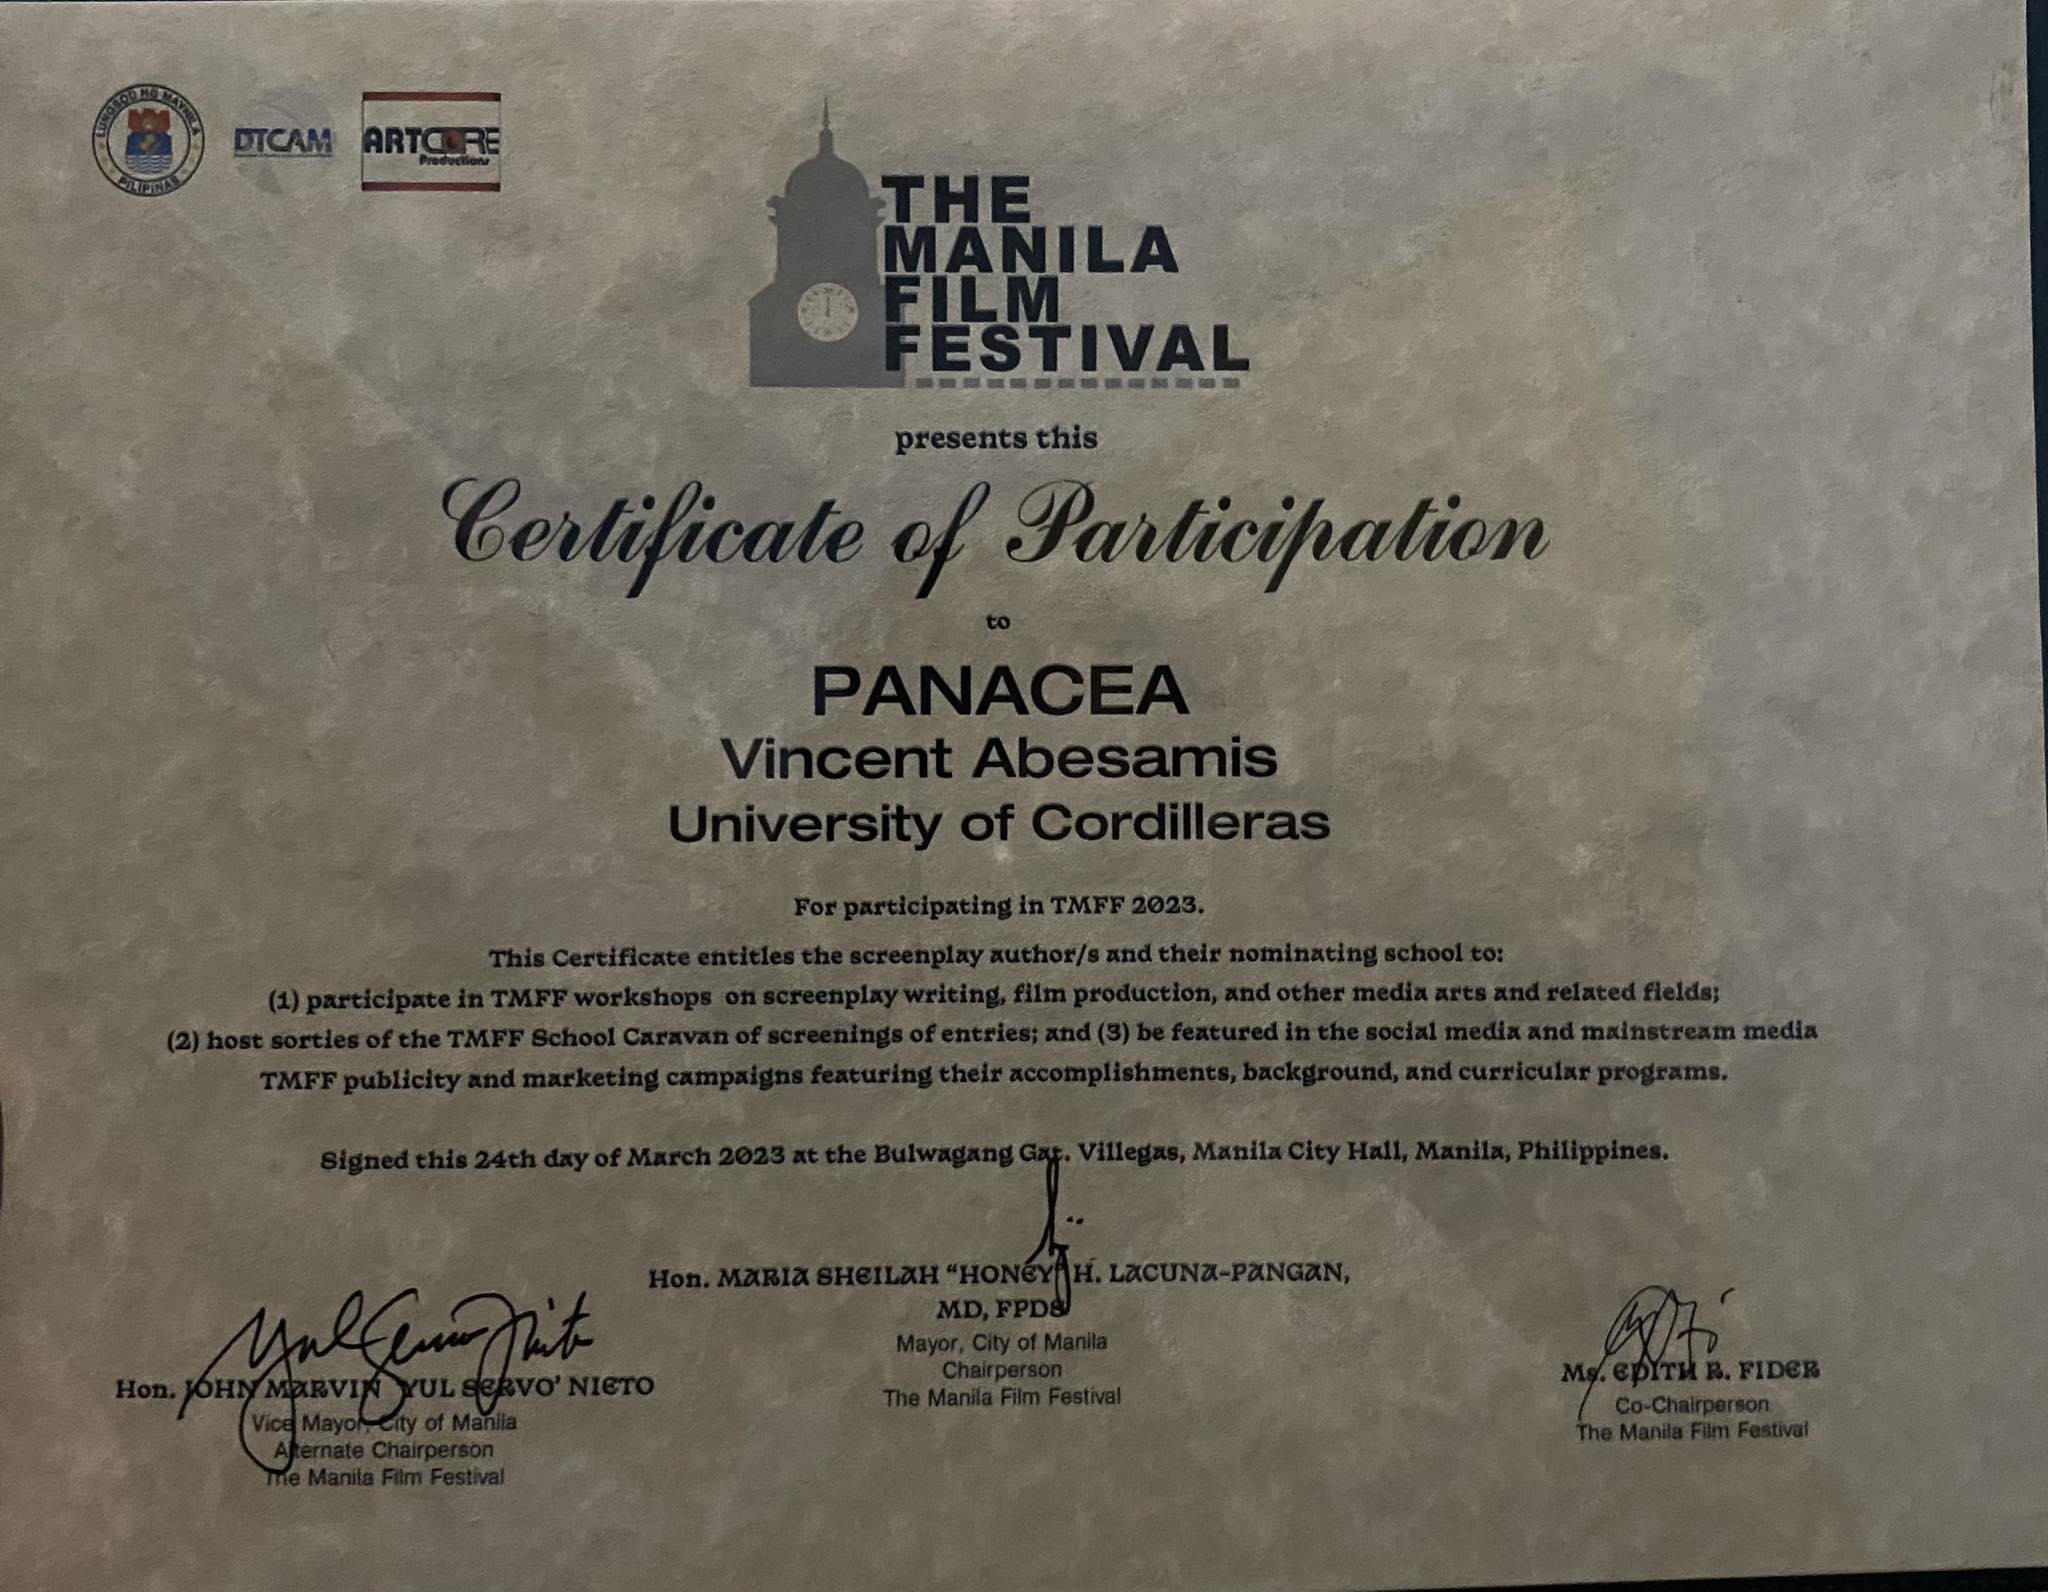 LUNGSOD NG MAYNILA
PILIPINAS
DTCAM
ARTCORE
Productions
THE
MANILA
FILM
FESTIVAL
presents this
Certificate of Participation
to
PANACEA
Vincent Abesamis
University of Cordilleras
For participating in TMFF 2023.
This Certificate entitles the screenplay author/s and their nominating school to:
(1) participate in TMFF workshops on screenplay writing, film production, and other media arts and related fields;
(2) host sorties of the TMFF School Caravan of screenings of entries; and (3) be featured in the social media and mainstream media
TMFF publicity and marketing campaigns featuring their accomplishments, background, and curricular programs.
Signed this 24th day of March 2023 at the Bulwagang Gat. Villegas, Manila City Hall, Manila, Philippines.
Hon. MARIA SHEILAH “HONEY” H. LACUNA-PANGAN,
MD, FPDS
Mayor, City of Manila
Chairperson
The Manila Film Festival
Yul Servo Nieto
Hon. JOHN MARVIN 'YUL SERVO' NIETO
Vice Mayor, City of Manila
Alternate Chairperson
The Manila Film Festival
Ms. EDITH R. FIDER
Co-Chairperson
The Manila Film Festival